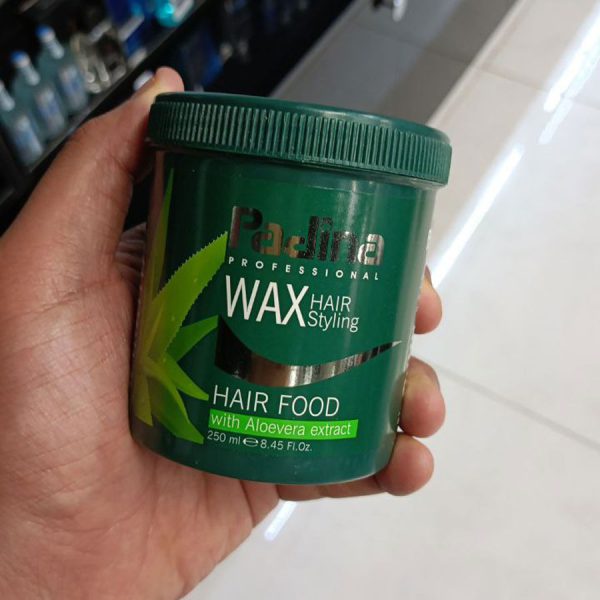 Padina
PROFESSIONAL
WAX HAIR
Styling
HAIR FOOD
with Aloevera extract
250 ml ℮ 8.45 Fl.Oz.